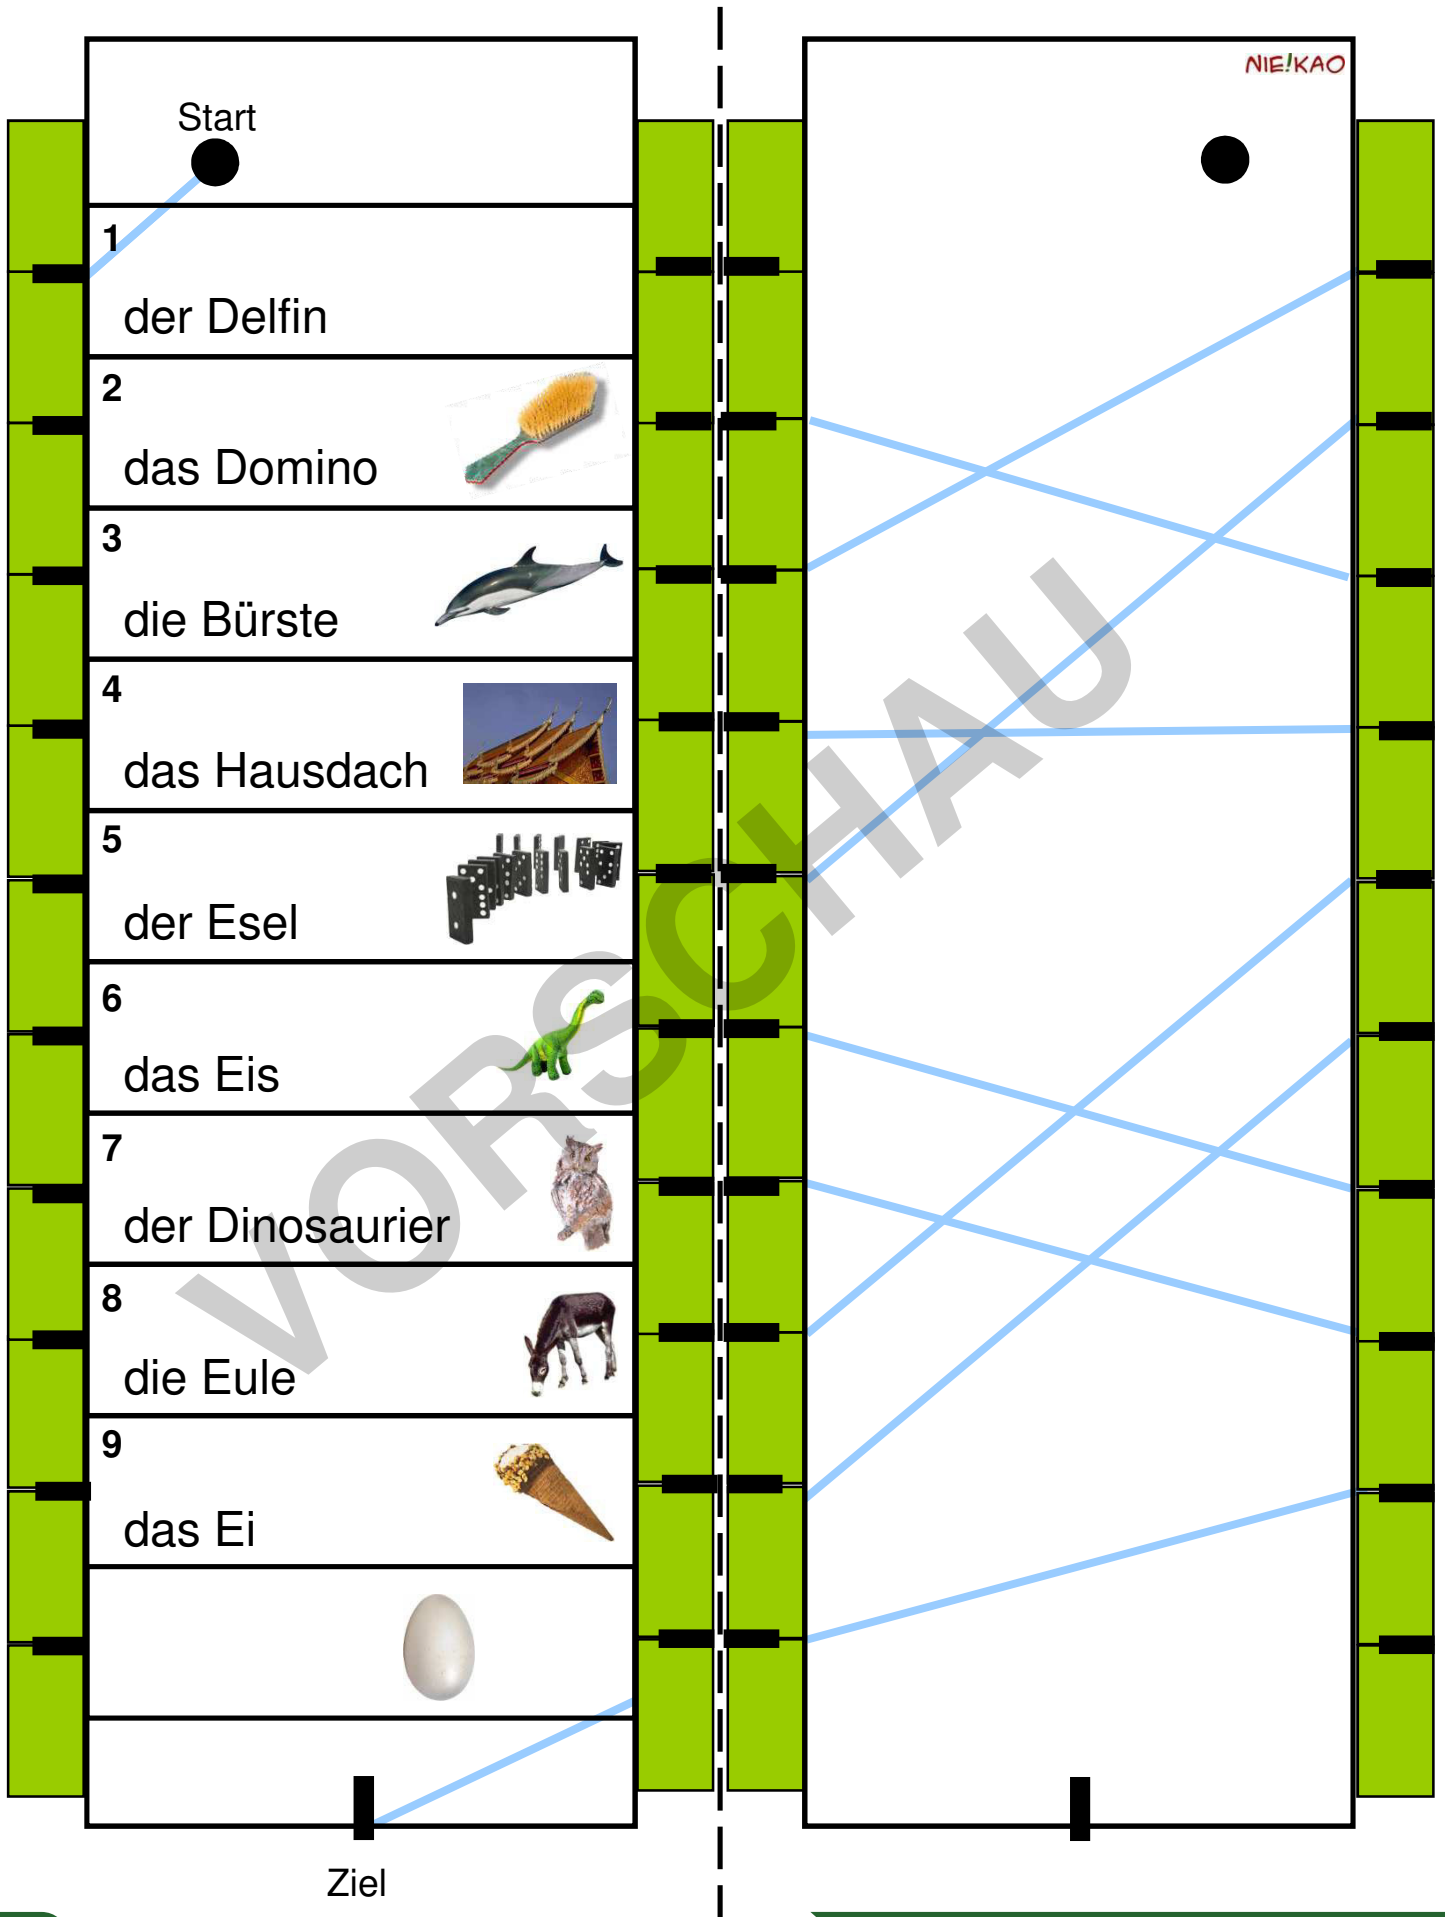 NIE!KAO
Start
1
der Delfin
2
das Domino
3
die Bürste
4
das Hausdach
5
der Esel
6
das Eis
7
der Dinosaurier
8
die Eule
9
das Ei
Ziel
VORSCHAU